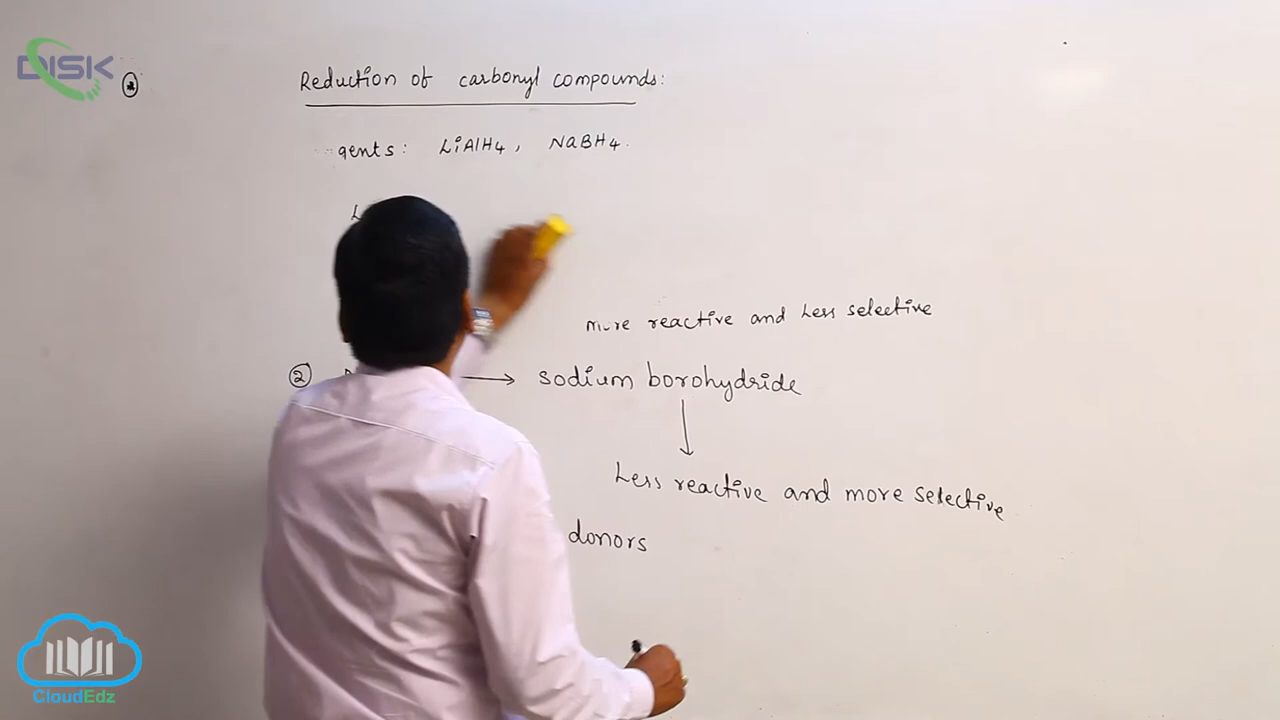 DISK
Reduction of carbonyl compounds:
gents: LiAlH4, NaBH4.
L
more reactive and Less selective
② → sodium borohydride
↓
Less reactive and more selective
donors
CloudEdz